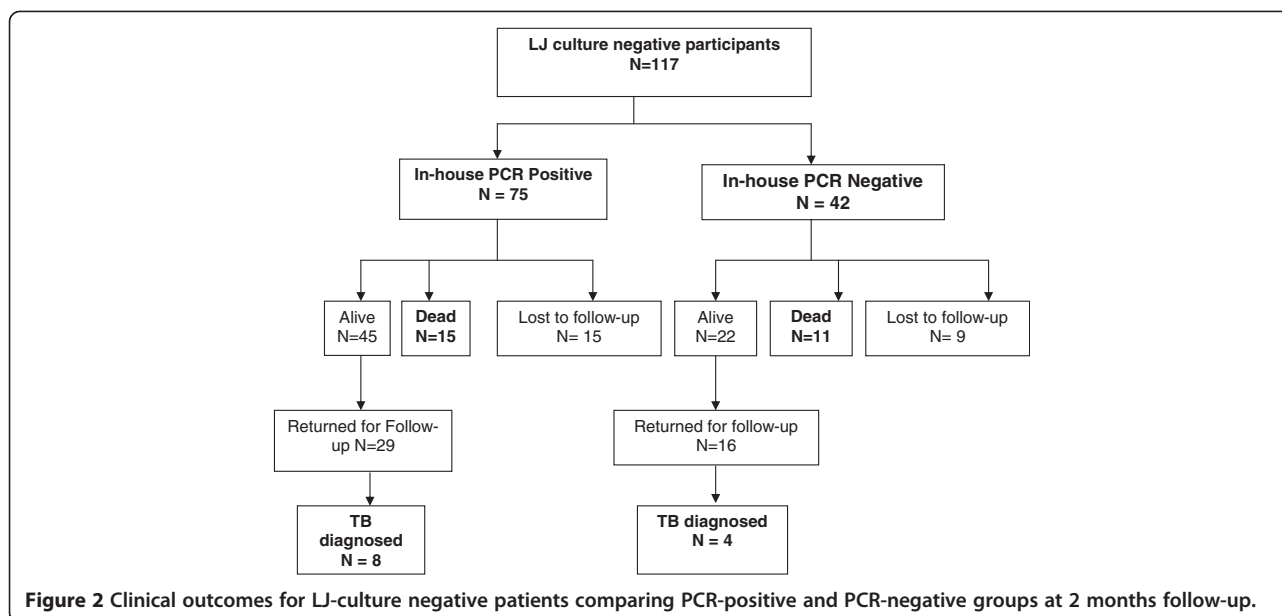 LJ culture negative participants
N=117
In-house PCR Positive
N = 75
In-house PCR Negative
N = 42
Alive
N=45
Dead
N=15
Lost to follow-up
N= 15
Alive
N=22
Dead
N=11
Lost to follow-up
N= 9
Returned for Follow-
up N=29
Returned for follow-up
N=16
TB
diagnosed
N = 8
TB diagnosed
N = 4
Figure 2 Clinical outcomes for LJ-culture negative patients comparing PCR-positive and PCR-negative groups at 2 months follow-up.